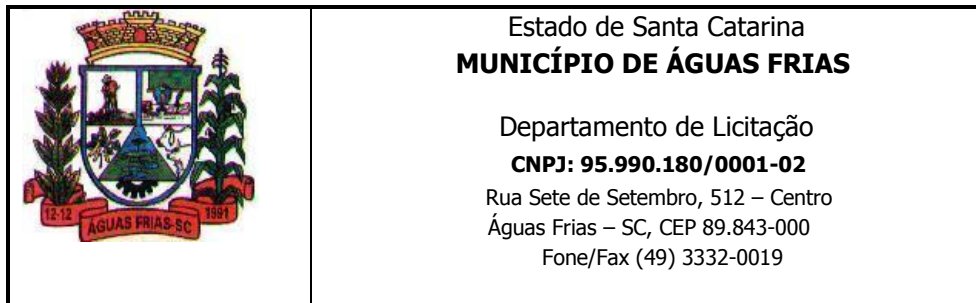 12-12
ÁGUAS FRIAS-SC
1991
Estado de Santa Catarina
MUNICÍPIO DE ÁGUAS FRIAS
Departamento de Licitação
CNPJ: 95.990.180/0001-02
Rua Sete de Setembro, 512 – Centro
Águas Frias – SC, CEP 89.843-000
Fone/Fax (49) 3332-0019